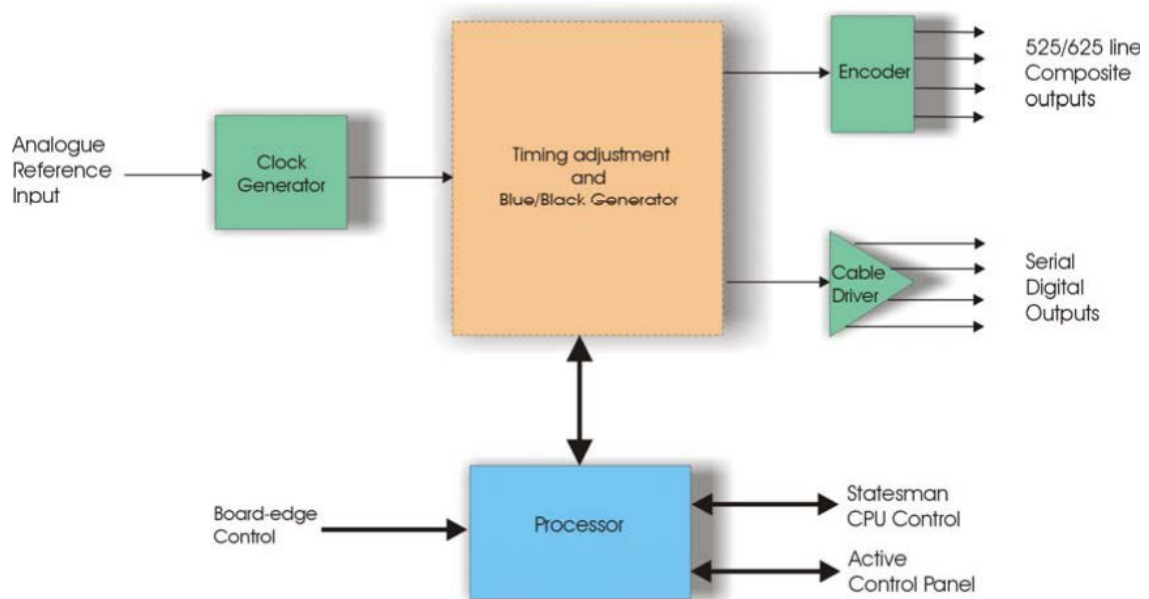 Analogue
Reference
Input
Clock
Generator
Timing adjustment
and
Blue/Black Generator
Encoder
525/625 line
Composite
outputs
Cable
Driver
Serial
Digital
Outputs
Board-edge
Control
Processor
Statesman
CPU Control
Active
Control Panel